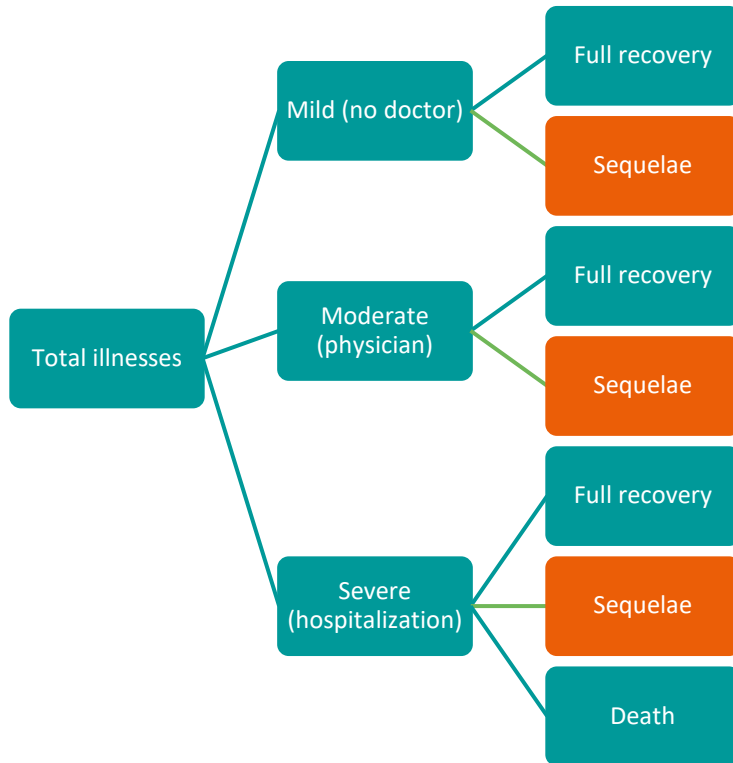 Total illnesses
Mild (no doctor)
Full recovery
Sequelae
Moderate
(physician)
Full recovery
Sequelae
Severe
(hospitalization)
Full recovery
Sequelae
Death